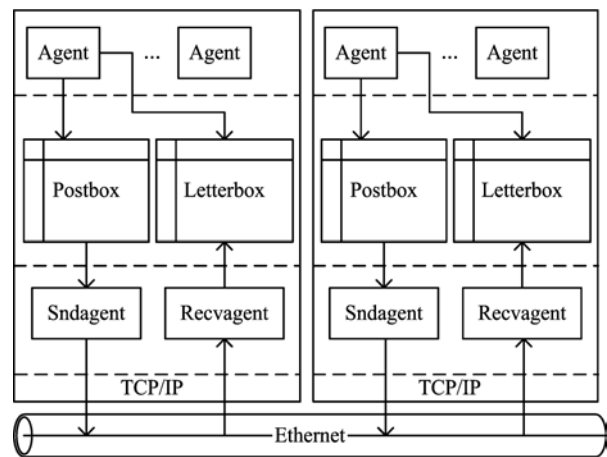 Agent ... Agent
Agent ... Agent
Postbox
Letterbox
Postbox
Letterbox
Sndagent
Recvagent
Sndagent
Recvagent
TCP/IP
TCP/IP
Ethernet